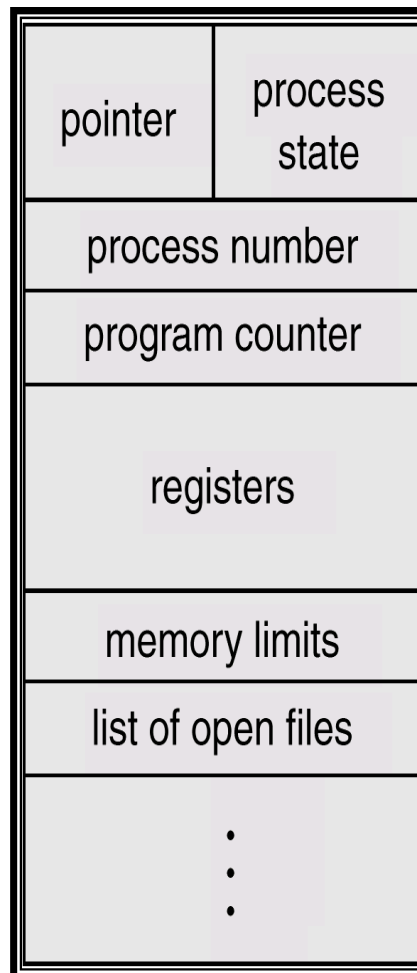 pointer
process
state
process number
program counter
registers
memory limits
list of open files
.
.
.